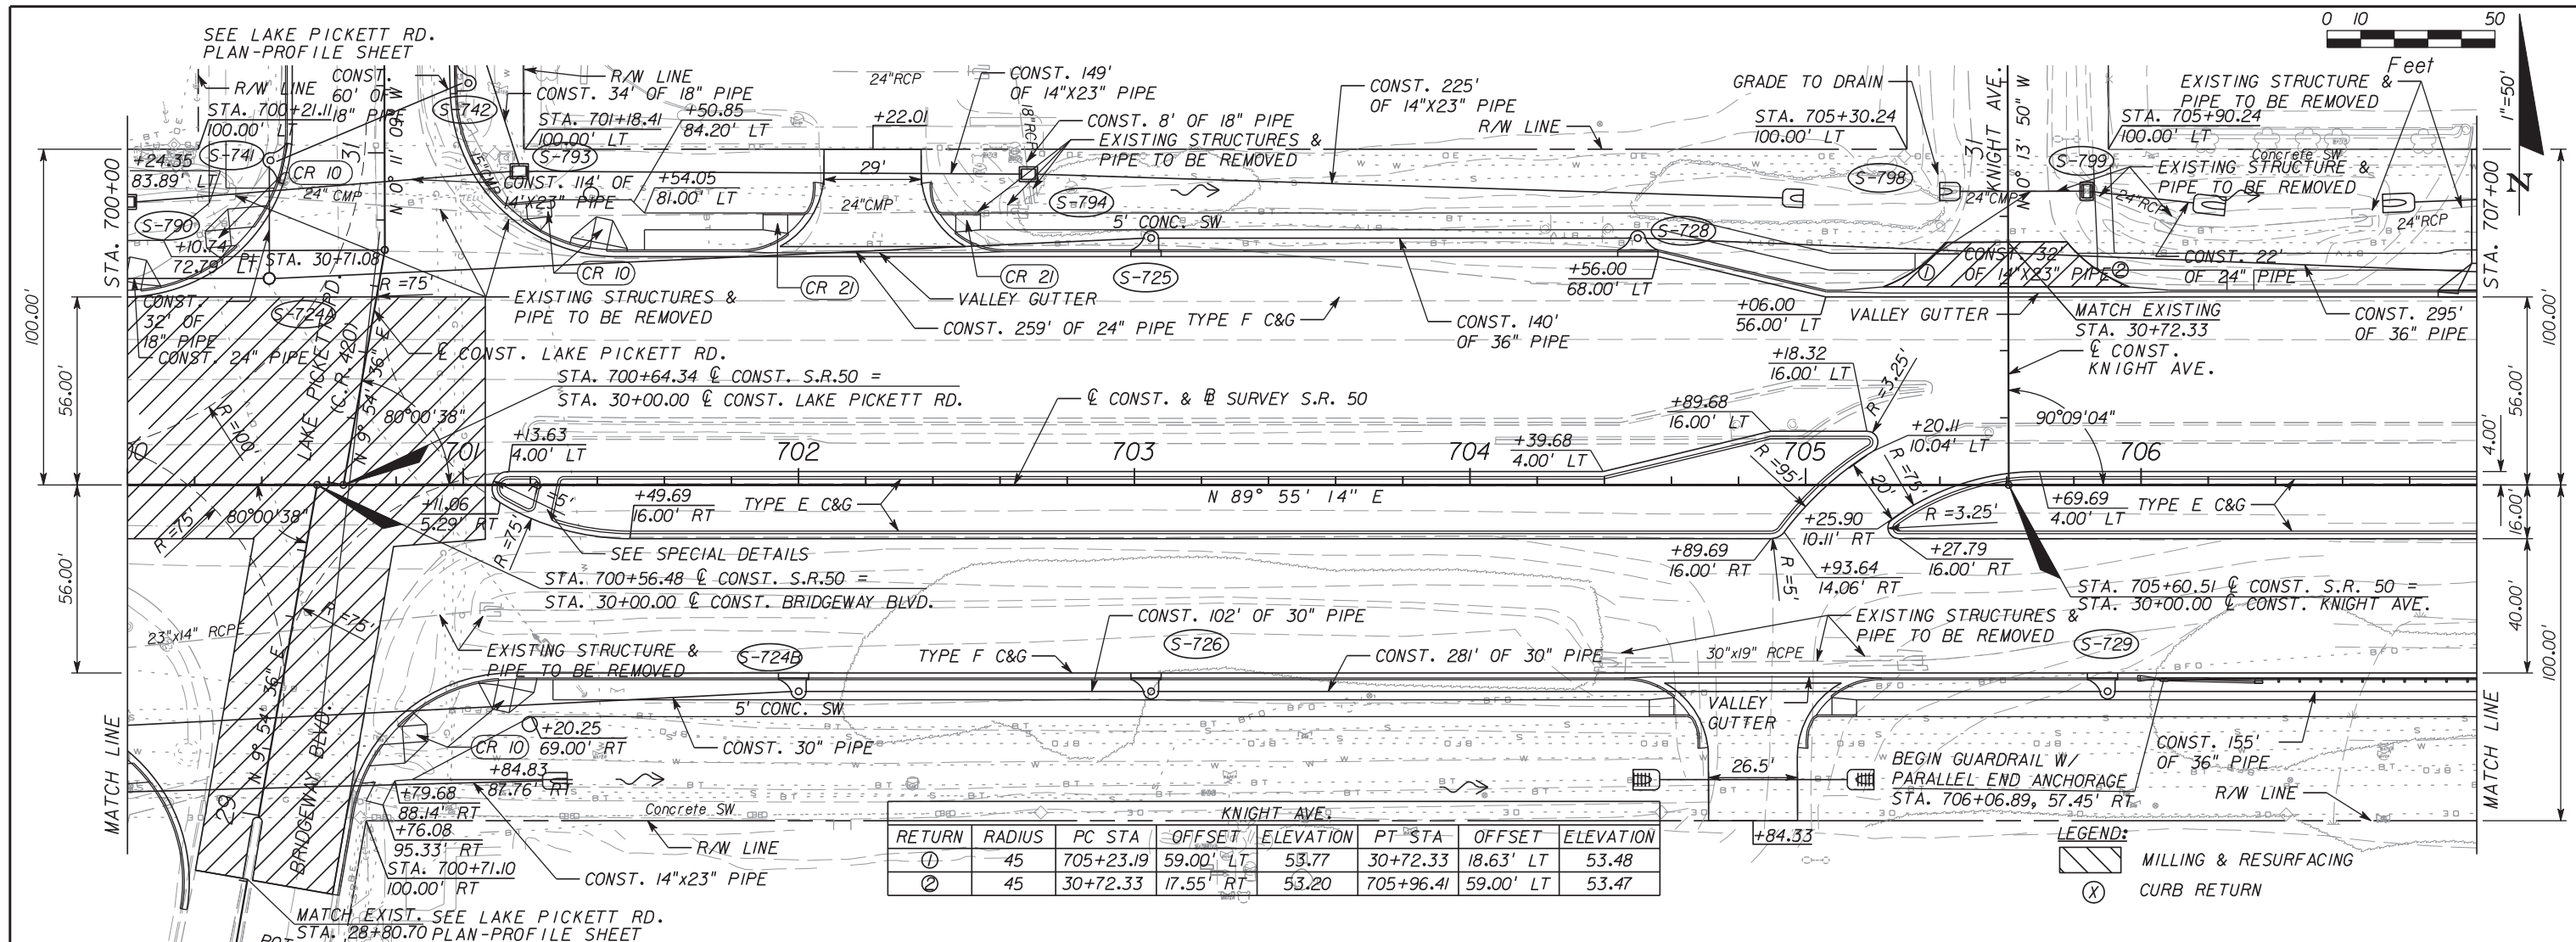 SEE LAKE PICKETT RD.
PLAN-PROFILE SHEET
R/W LINE
CONST.
60' OF
18" PIPE
STA. 700+21.11
100.00' LT
S-741
+24.35
83.89' LT
CR 10
24" CMP
S-790
+10.74
72.79' LT
PI STA. 30+71.08
STA. 700+00
31
N 0° 11' 09" W
S-742
R/W LINE
CONST. 34' OF 18" PIPE
STA. 701+18.41
100.00' LT
+50.85
84.20' LT
S-793
CONST. 114' OF
14'X23" PIPE
+54.05
81.00' LT
15"CMP
24"RCP
CONST. 149'
OF 14"X23" PIPE
+22.01
29'
24"CMP
18"RCP
CONST. 8' OF 18" PIPE
EXISTING STRUCTURES &
PIPE TO BE REMOVED
S-794
CONST. 225'
OF 14"X23" PIPE
R/W LINE
GRADE TO DRAIN
STA. 705+30.24
100.00' LT
S-798
24"CMP
31
KNIGHT AVE.
N 0° 13' 50" W
EXISTING STRUCTURE &
PIPE TO BE REMOVED
STA. 705+90.24
100.00' LT
S-799
Concrete SW
EXISTING STRUCTURE &
PIPE TO BE REMOVED
24"RCP
24"RCP
0 10 50
Feet
1"=50'
N
STA. 707+00
100.00'
56.00'
56.00'
CONST.
32' OF
18" PIPE
CONST. 24" PIPE
S-724A
R =75'
CR 10
EXISTING STRUCTURES &
PIPE TO BE REMOVED
CR 21
CR 21
VALLEY GUTTER
CONST. 259' OF 24" PIPE
5' CONC. SW
S-725
TYPE F C&G
S-728
+56.00
68.00' LT
CONST. 140'
OF 36" PIPE
+06.00
56.00' LT
CONST. 32'
OF 14"X23" PIPE
1
2
CONST. 22'
OF 24" PIPE
VALLEY GUTTER
MATCH EXISTING
STA. 30+72.33
CONST. 295'
OF 36" PIPE
℄ CONST.
KNIGHT AVE.
LAKE PICKETT RD.
(C.R. 420)
N 9° 54' 36" E
℄ CONST. LAKE PICKETT RD.
STA. 700+64.34 ℄ CONST. S.R.50 =
STA. 30+00.00 ℄ CONST. LAKE PICKETT RD.
80°00'38"
R =100'
℄ CONST. & B SURVEY S.R. 50
+18.32
16.00' LT
R =3.25'
+89.68
16.00' LT
+39.68
4.00' LT
+20.11
10.04' LT
90°09'04"
4.00'
56.00'
100.00'
701
702
703
704
705
706
+13.63
4.00' LT
N 89° 55' 14" E
+11.06
5.29' RT
R =75'
80°00'38"
+49.69
16.00' RT
TYPE E C&G
R =75'
SEE SPECIAL DETAILS
STA. 700+56.48 ℄ CONST. S.R.50 =
STA. 30+00.00 ℄ CONST. BRIDGEWAY BLVD.
R =95'
20'
R =75'
+25.90
10.11' RT
R =3.25'
+69.69
4.00' LT
TYPE E C&G
+89.69
16.00' RT
+93.64
14.06' RT
+27.79
16.00' RT
R =5'
16.00'
40.00'
100.00'
STA. 705+60.51 ℄ CONST. S.R. 50 =
STA. 30+00.00 ℄ CONST. KNIGHT AVE.
23"x14" RCPE
R =75'
EXISTING STRUCTURE &
PIPE TO BE REMOVED
S-724B
TYPE F C&G
CONST. 102' OF 30" PIPE
S-726
CONST. 281' OF 30" PIPE
30"x19" RCPE
EXISTING STRUCTURES &
PIPE TO BE REMOVED
S-729
MATCH LINE
MATCH LINE
N 9° 54' 36" E
BRIDGEWAY BLVD.
29
5' CONC. SW
CR 10
+20.25
69.00' RT
CONST. 30" PIPE
+84.83
87.76' RT
+79.68
88.14' RT
+76.08
95.33' RT
STA. 700+71.10
100.00' RT
Concrete SW
R/W LINE
CONST. 14"x23" PIPE
VALLEY
GUTTER
26.5'
+84.33
BEGIN GUARDRAIL W/
PARALLEL END ANCHORAGE
STA. 706+06.89, 57.45' RT
CONST. 155'
OF 36" PIPE
R/W LINE
MATCH EXIST.
STA. 28+80.70
SEE LAKE PICKETT RD.
PLAN-PROFILE SHEET
KNIGHT AVE.
RETURN RADIUS PC STA OFFSET ELEVATION PT STA OFFSET ELEVATION
1 45 705+23.19 59.00' LT 53.77 30+72.33 18.63' LT 53.48
2 45 30+72.33 17.55' RT 53.20 705+96.41 59.00' LT 53.47
LEGEND:
MILLING & RESURFACING
X CURB RETURN